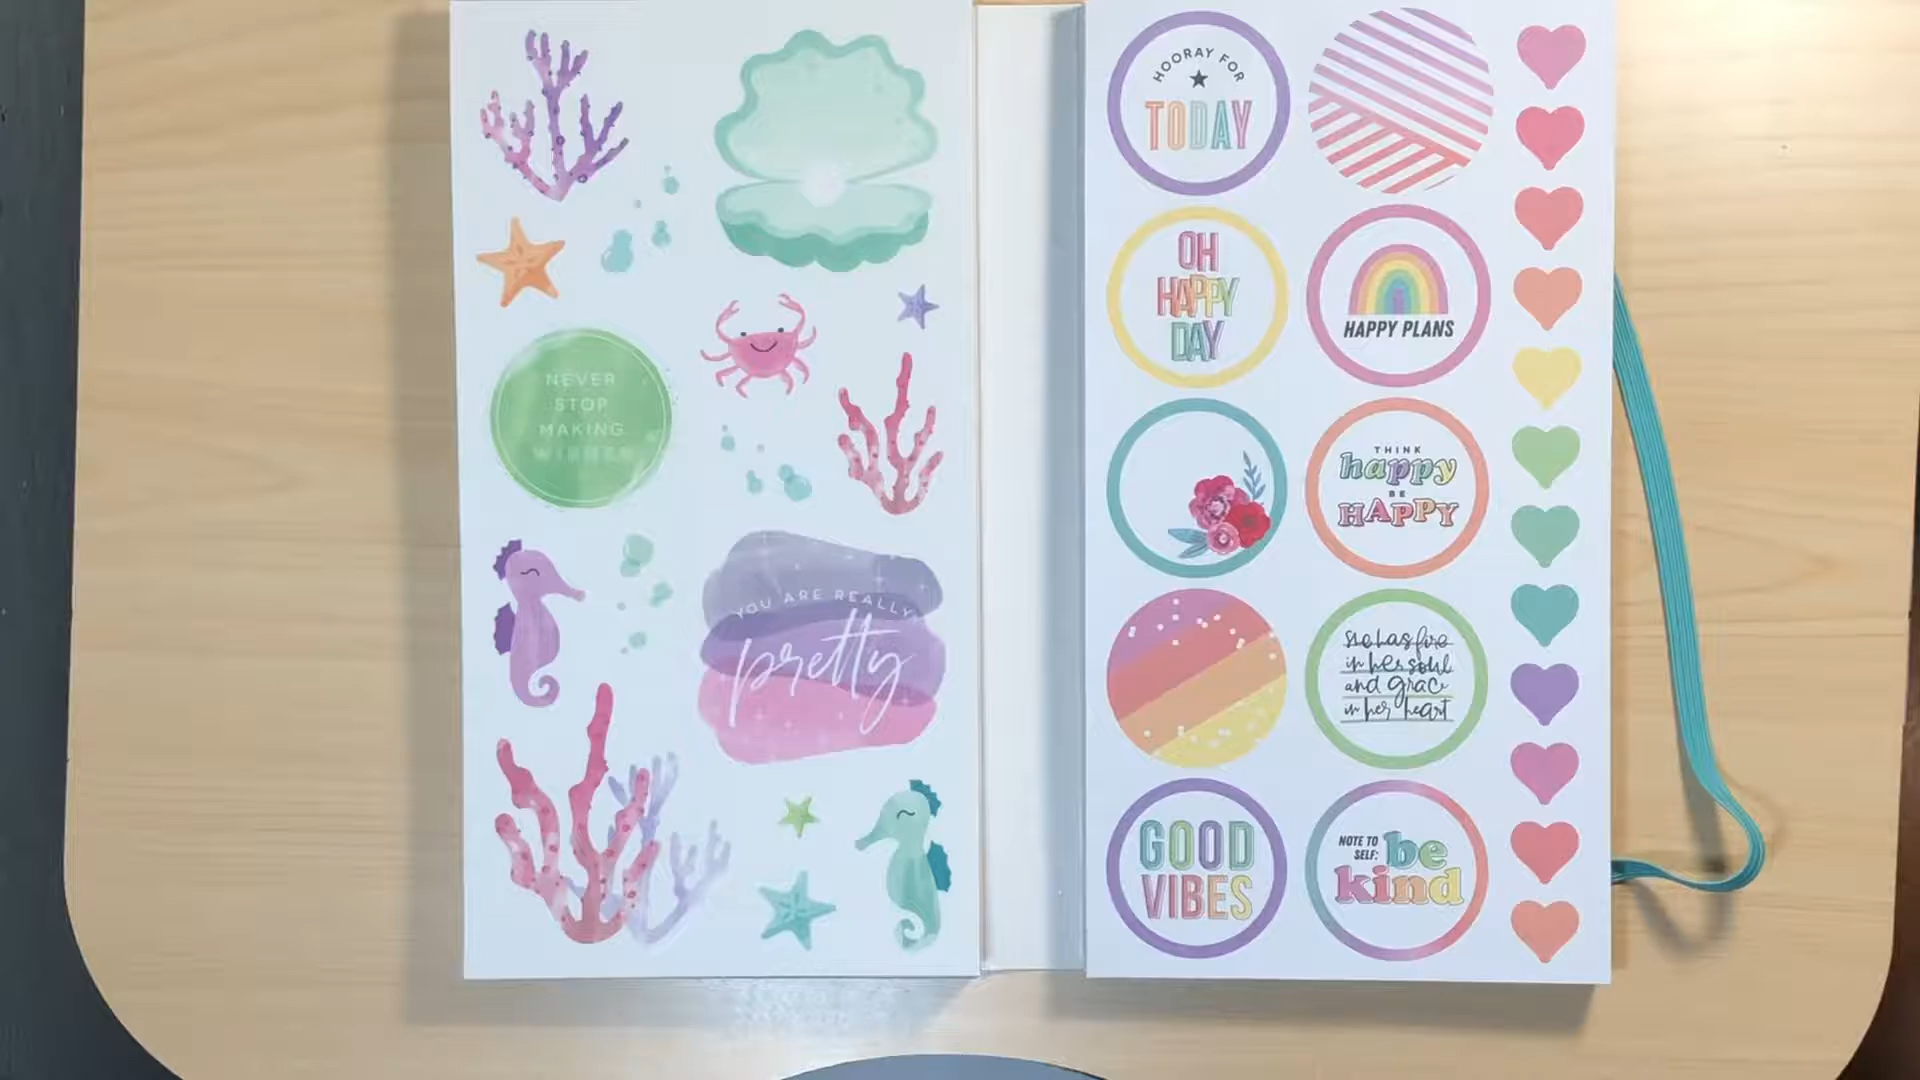 NEVER
STOP
MAKING
WISHES
YOU ARE REALLY
pretty
HOORAY FOR
TODAY
OH
HAPPY
DAY
HAPPY PLANS
THINK
happy
BE
HAPPY
she has fire
in her soul
and grace
in her heart
GOOD
VIBES
NOTE TO
SELF: be
kind